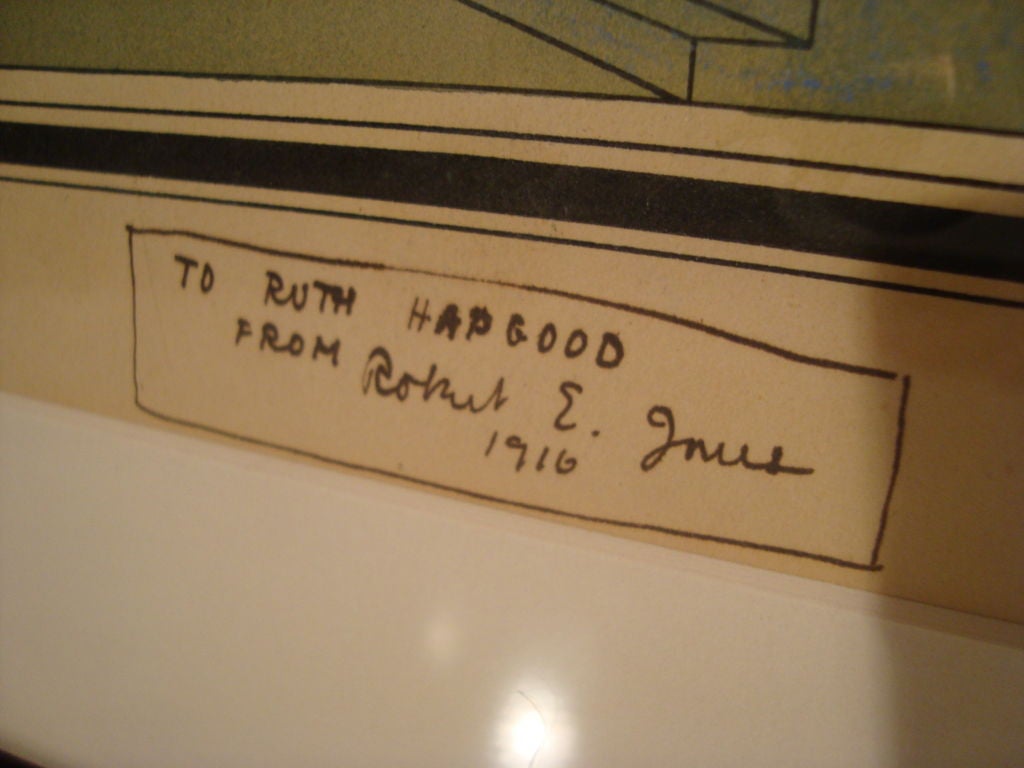 TO RUTH HAPGOOD
FROM Robert E. Jones
1916